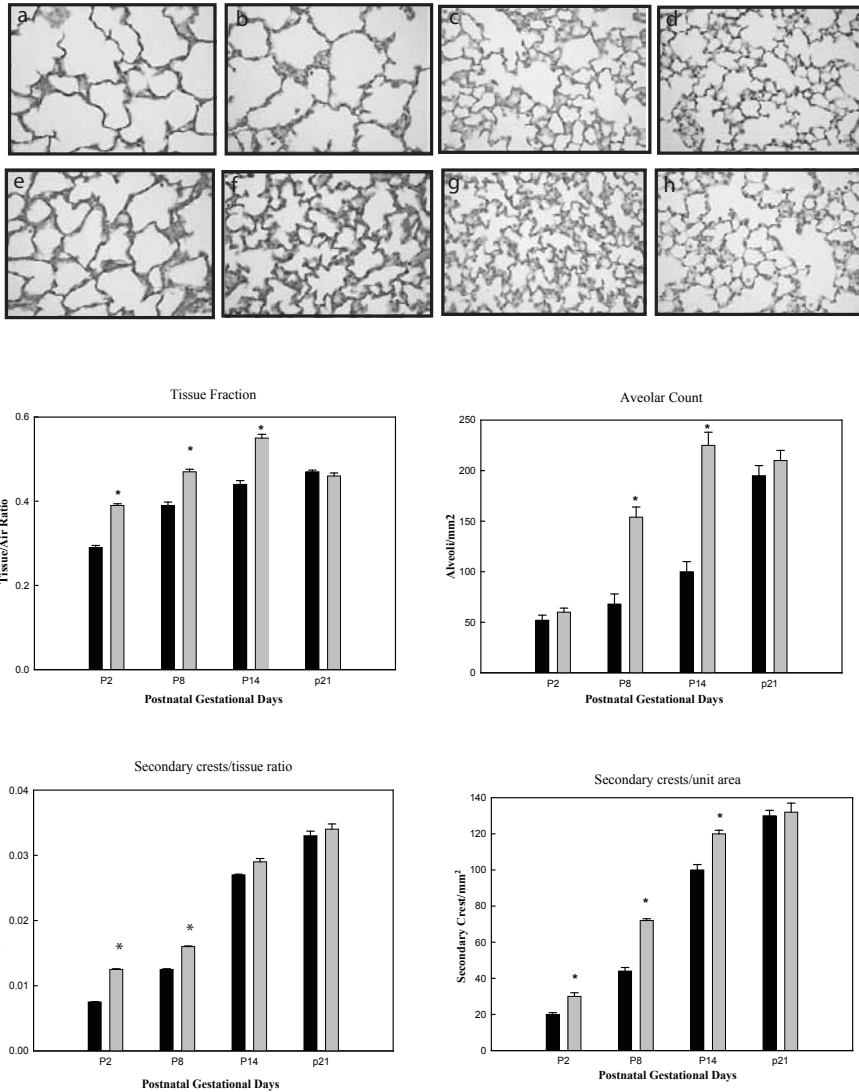 a b c d
e f g h
Tissue Fraction
0.6
0.4
0.2
0.0
Tissue/Air Ratio
*
*
*
P2 P8 P14 p21
Postnatal Gestational Days
Aveolar Count
250
200
150
100
50
0
Alveoli/mm2
*
*
P2 P8 P14 p21
Postnatal Gestational Days
Secondary crests/tissue ratio
0.04
0.03
0.02
0.01
0.00
*
*
P2 P8 P14 p21
Postnatal Gestational Days
Secondary crests/unit area
140
120
100
80
60
40
20
0
Secondary Crest/mm²
*
*
*
P2 P8 P14 p21
Postnatal Gestational Days